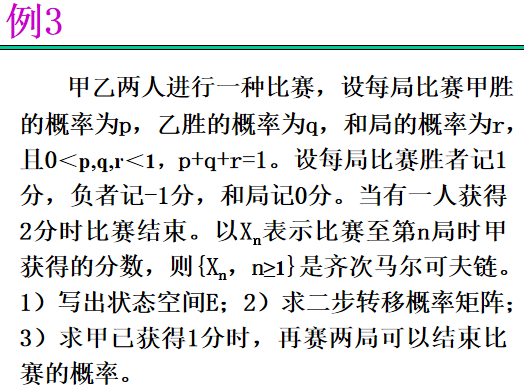 例3
甲乙两人进行一种比赛，设每局比赛甲胜
的概率为p，乙胜的概率为q，和局的概率为r，
且0＜p,q,r＜1，p+q+r=1。设每局比赛胜者记1
分，负者记-1分，和局记0分。当有一人获得
2分时比赛结束。以Xn表示比赛至第n局时甲
获得的分数，则{Xn，n≥1}是齐次马尔可夫链。
1）写出状态空间E；2）求二步转移概率矩阵；
3）求甲已获得1分时，再赛两局可以结束比
赛的概率。